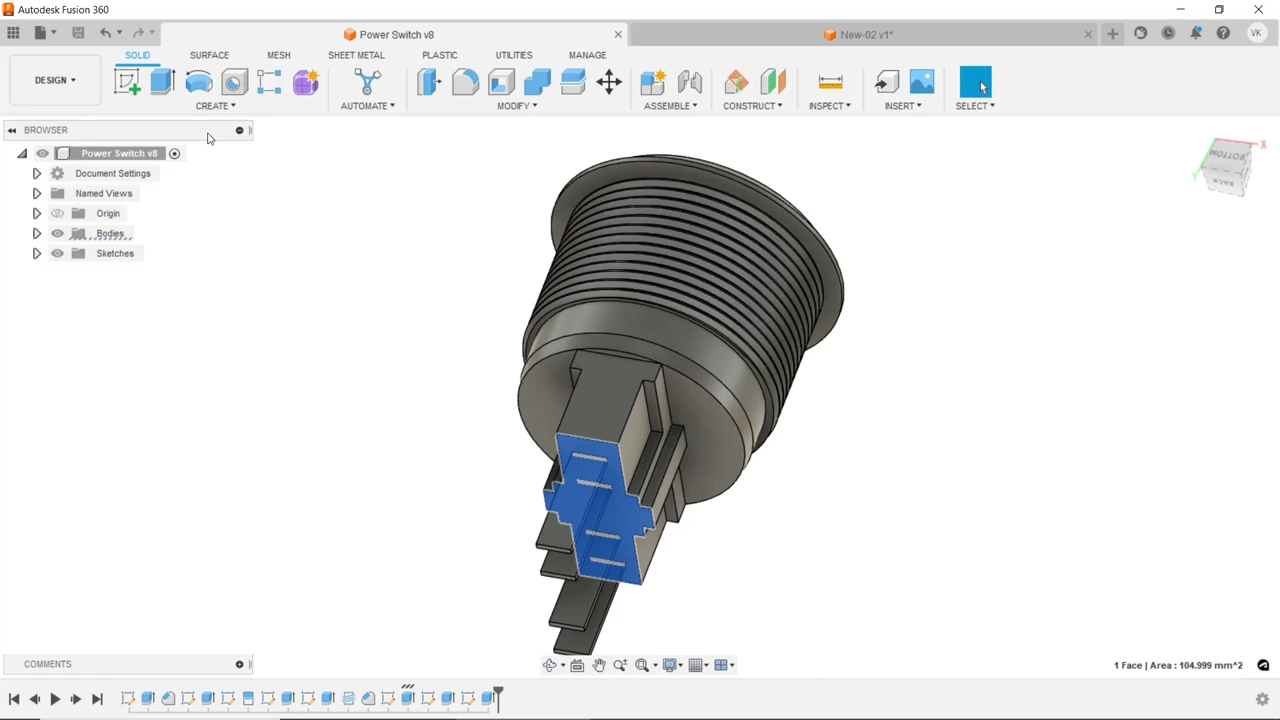 Autodesk Fusion 360
Power Switch v8
New-02 v1*
VK
DESIGN
SOLID
SURFACE
MESH
SHEET METAL
PLASTIC
UTILITIES
MANAGE
CREATE
AUTOMATE
MODIFY
ASSEMBLE
CONSTRUCT
INSPECT
INSERT
SELECT
BROWSER
Power Switch v8
Document Settings
Named Views
Origin
Bodies
Sketches
X
Y
BOTTOM
BACK
COMMENTS
1 Face | Area : 104.999 mm^2